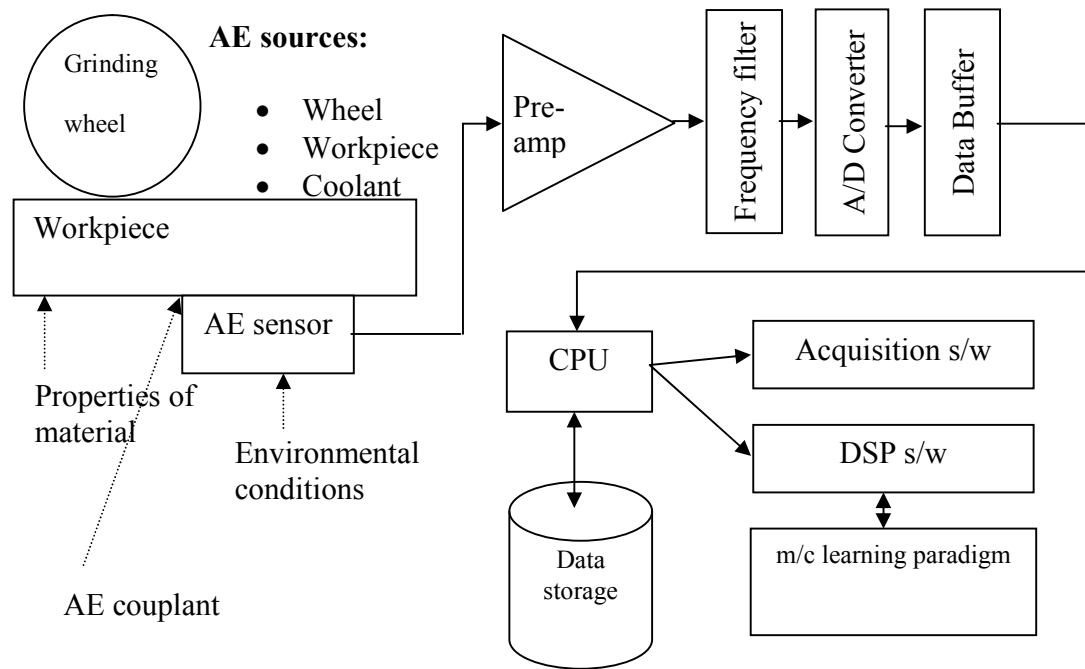 Grinding
wheel
AE sources:
• Wheel
• Workpiece
• Coolant
Pre-
amp
Frequency filter
A/D Converter
Data Buffer
Workpiece
AE sensor
CPU
Acquisition s/w
Properties of
material
Environmental
conditions
DSP s/w
Data
storage
m/c learning paradigm
AE couplant